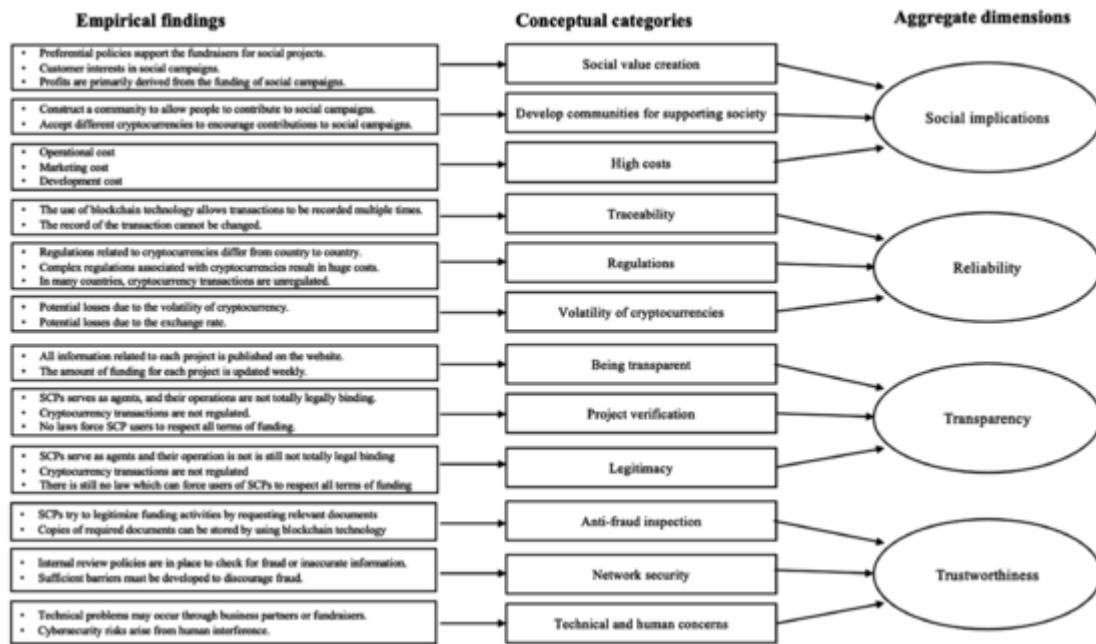 Empirical findings
Conceptual categories
Aggregate dimensions
• Preferential policies support the fundraisers for social projects.
• Customer interests in social campaigns.
• Profits are primarily derived from the funding of social campaigns.
Social value creation
• Construct a community to allow people to contribute to social campaigns.
• Accept different cryptocurrencies to encourage contributions to social campaigns.
Develop communities for supporting society
Social implications
• Operational cost
• Marketing cost
• Development cost
High costs
• The use of blockchain technology allows transactions to be recorded multiple times.
• The record of the transaction cannot be changed.
Traceability
• Regulations related to cryptocurrencies differ from country to country.
• Complex regulations associated with cryptocurrencies result in huge costs.
• In many countries, cryptocurrency transactions are unregulated.
Regulations
Reliability
• Potential losses due to the volatility of cryptocurrency.
• Potential losses due to the exchange rate.
Volatility of cryptocurrencies
• All information related to each project is published on the website.
• The amount of funding for each project is updated weekly.
Being transparent
• SCPs serves as agents, and their operations are not totally legally binding.
• Cryptocurrency transactions are not regulated.
• No laws force SCP users to respect all terms of funding.
Project verification
Transparency
• SCPs serve as agents and their operation is not is still not totally legal binding
• Cryptocurrency transactions are not regulated
• There is still no law which can force users of SCPs to respect all terms of funding
Legitimacy
• SCPs try to legitimize funding activities by requesting relevant documents
• Copies of required documents can be stored by using blockchain technology
Anti-fraud inspection
• Internal review policies are in place to check for fraud or inaccurate information.
• Sufficient barriers must be developed to discourage fraud.
Network security
Trustworthiness
• Technical problems may occur through business partners or fundraisers.
• Cybersecurity risks arise from human interference.
Technical and human concerns